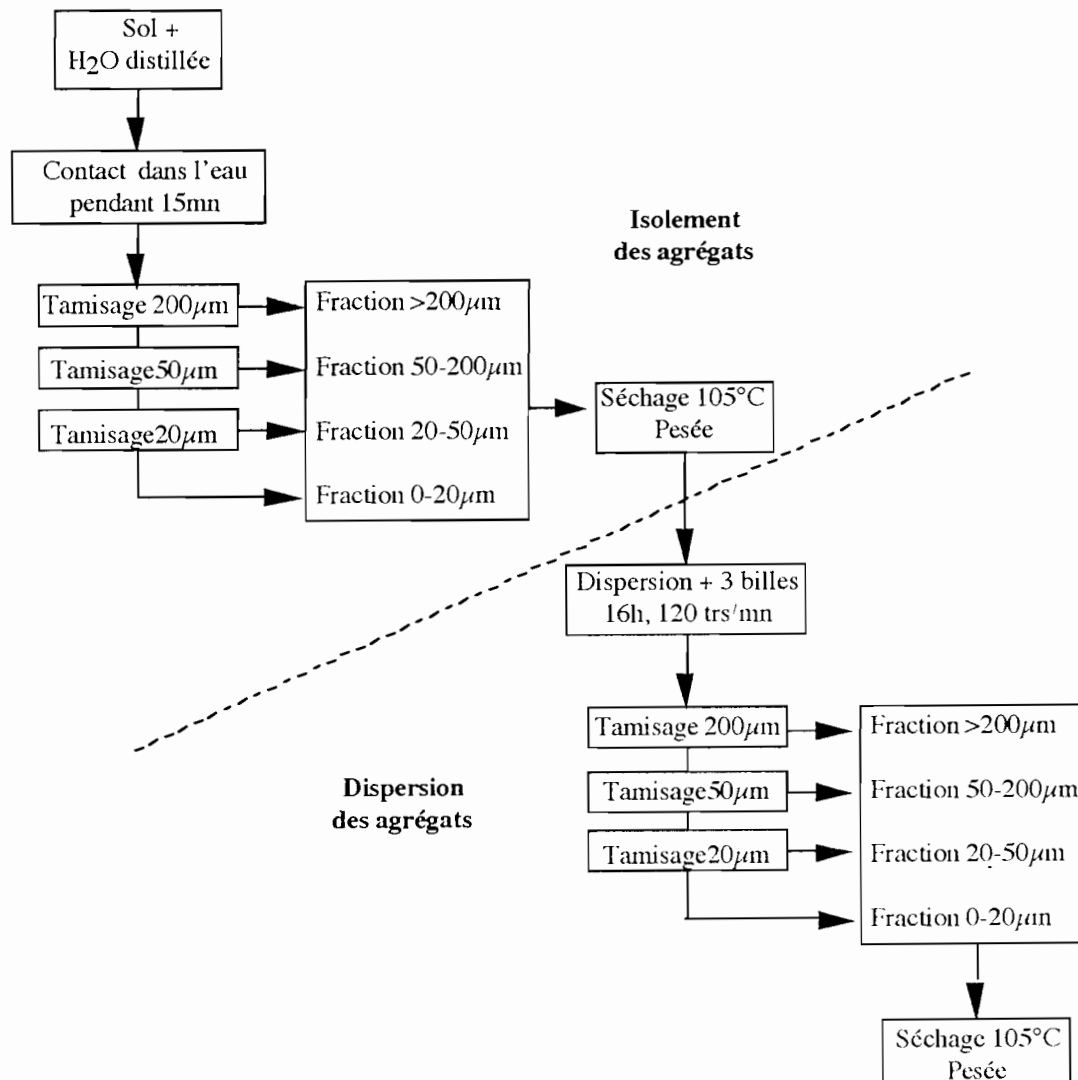 Sol +
H2O distillée
Contact dans l'eau
pendant 15mn
Isolement
des agrégats
Tamisage 200µm
Fraction >200µm
Tamisage50µm
Fraction 50-200µm
Tamisage20µm
Fraction 20-50µm
Fraction 0-20µm
Séchage 105°C
Pesée
Dispersion + 3 billes
16h, 120 trs/mn
Dispersion
des agrégats
Tamisage 200µm
Fraction >200µm
Tamisage50µm
Fraction 50-200µm
Tamisage20µm
Fraction 20-50µm
Fraction 0-20µm
Séchage 105°C
Pesée